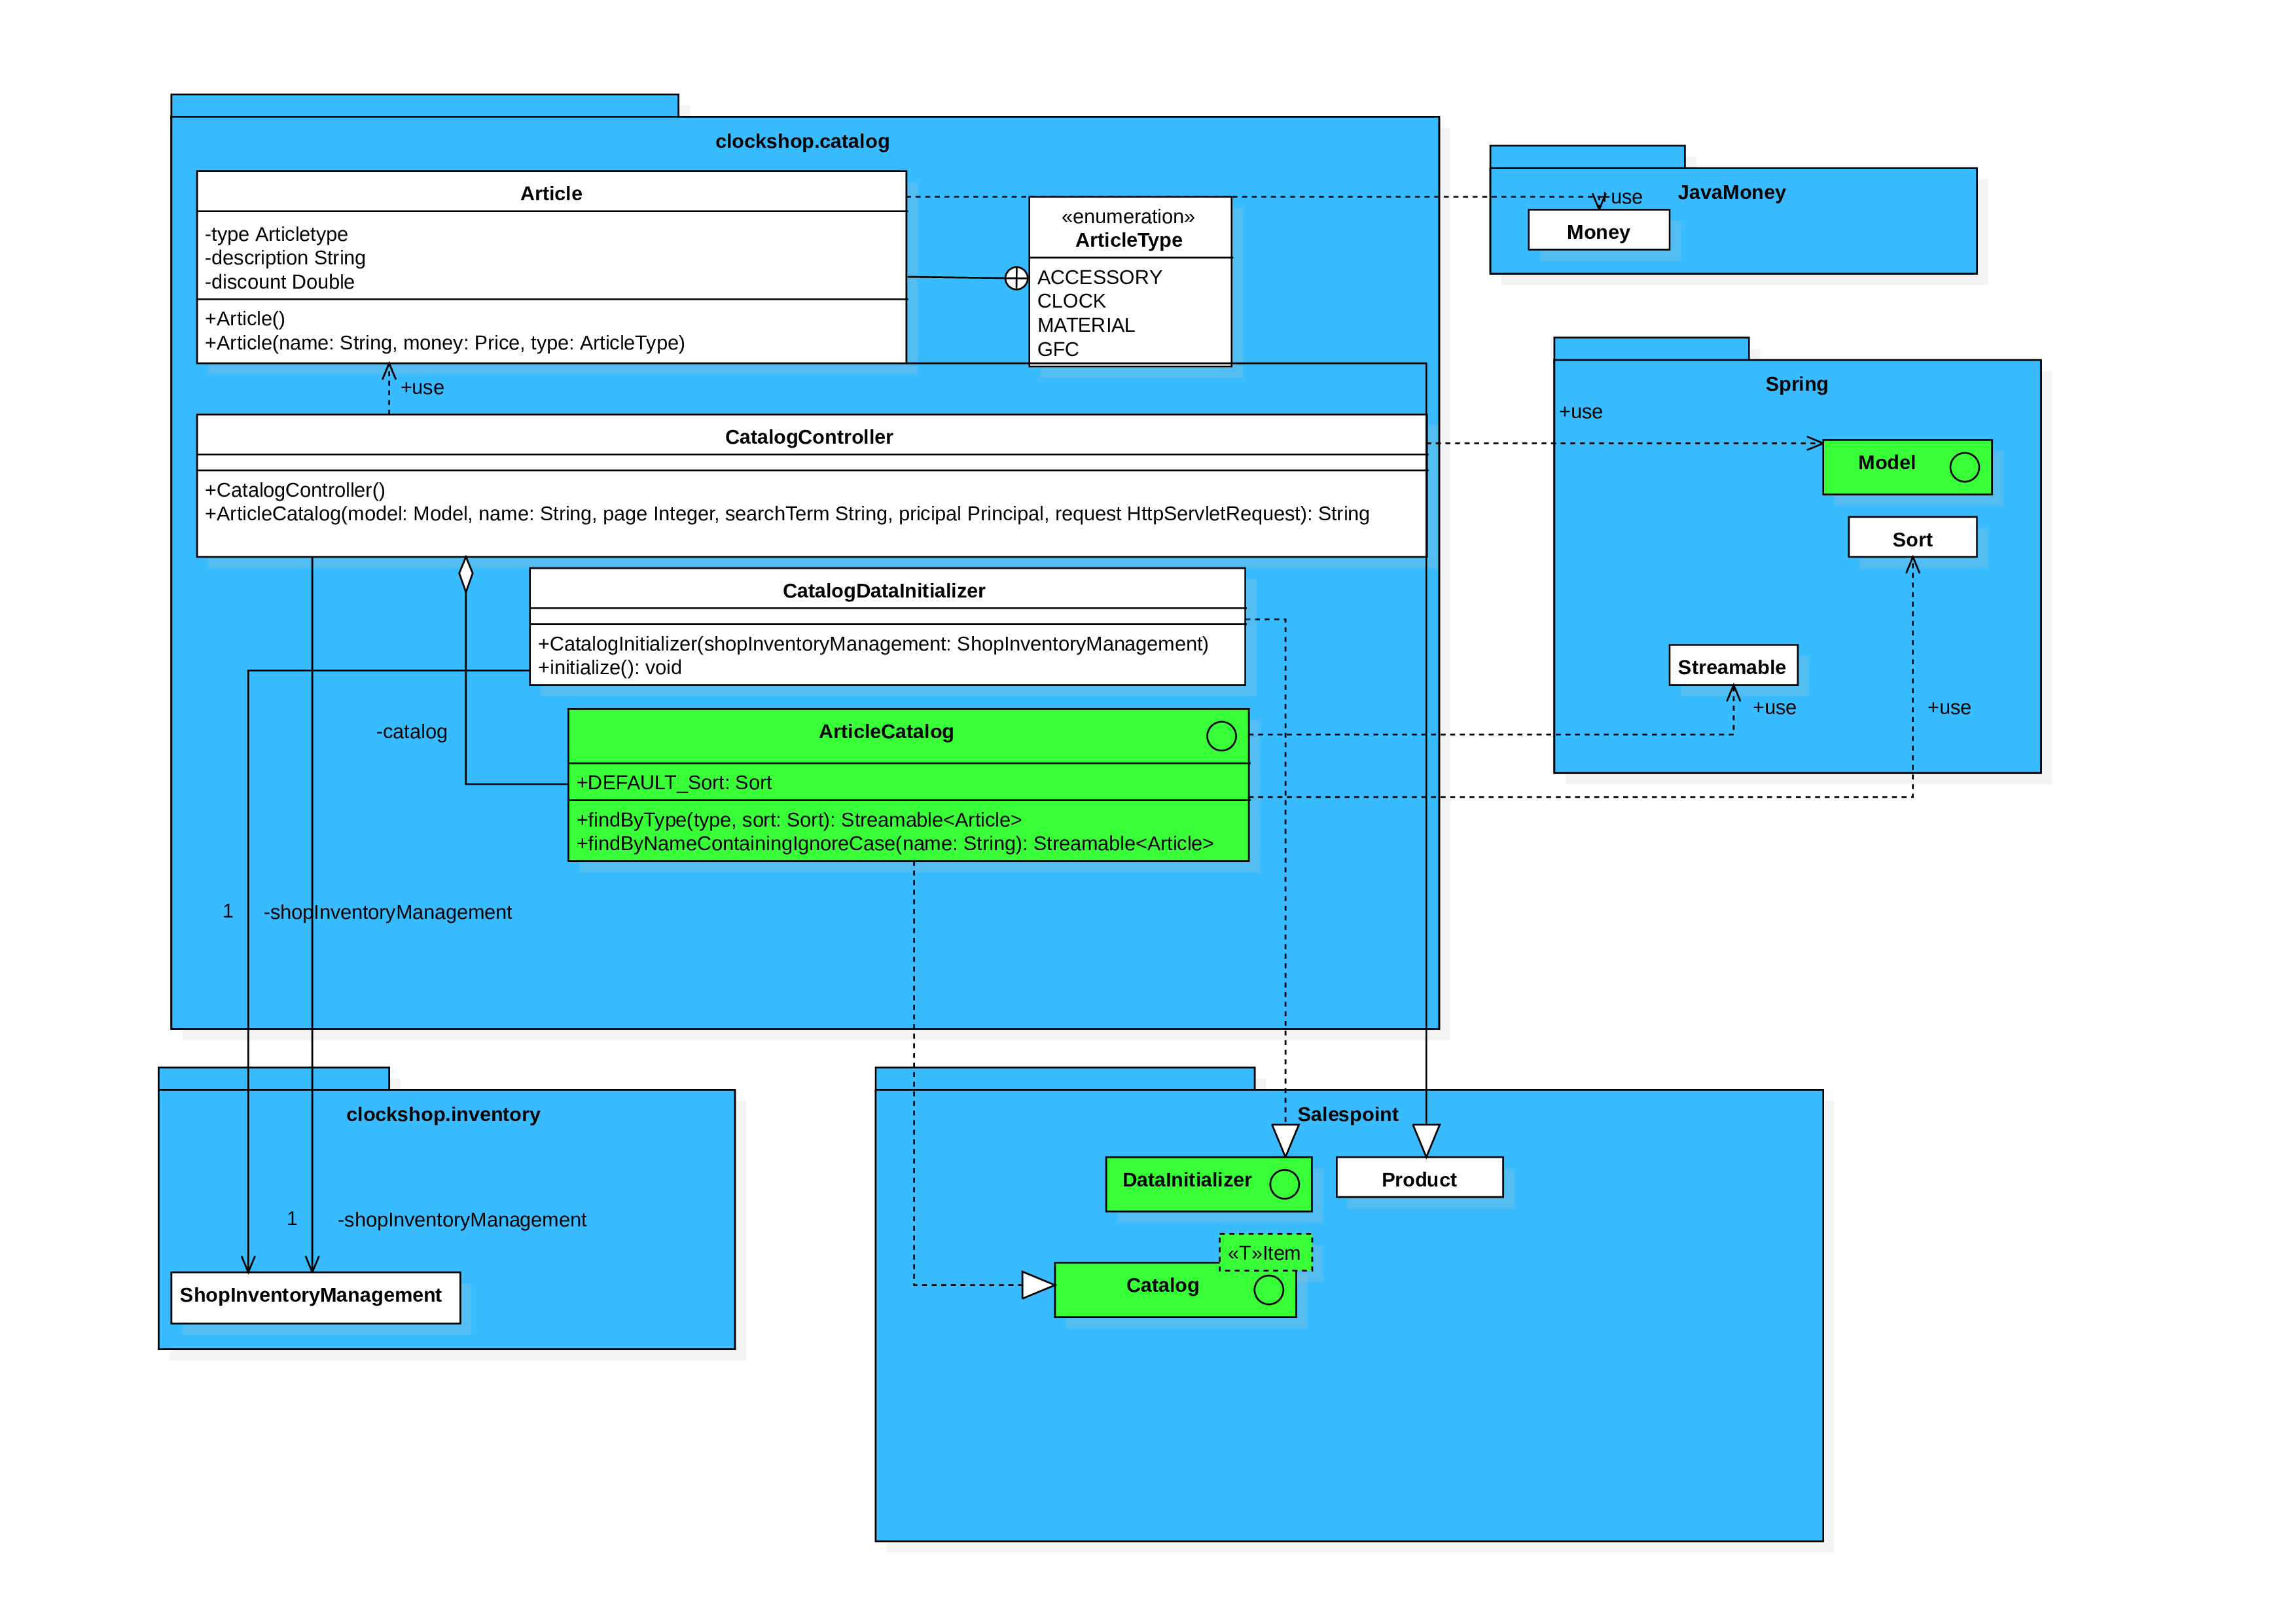 clockshop.catalog
Article
-type Articletype
-description String
-discount Double
+Article()
+Article(name: String, money: Price, type: ArticleType)
«enumeration»
ArticleType
ACCESSORY
CLOCK
MATERIAL
GFC
+use
JavaMoney
+use
Money
CatalogController
+CatalogController()
+ArticleCatalog(model: Model, name: String, page Integer, searchTerm String, pricipal Principal, request HttpServletRequest): String
Spring
+use
Model
Sort
Streamable
+use
+use
CatalogDataInitializer
+CatalogInitializer(shopInventoryManagement: ShopInventoryManagement)
+initialize(): void
-catalog
ArticleCatalog
+DEFAULT_Sort: Sort
+findByType(type, sort: Sort): Streamable<Article>
+findByNameContainingIgnoreCase(name: String): Streamable<Article>
1
-shopInventoryManagement
clockshop.inventory
1
-shopInventoryManagement
ShopInventoryManagement
Salespoint
DataInitializer
Product
«T»Item
Catalog